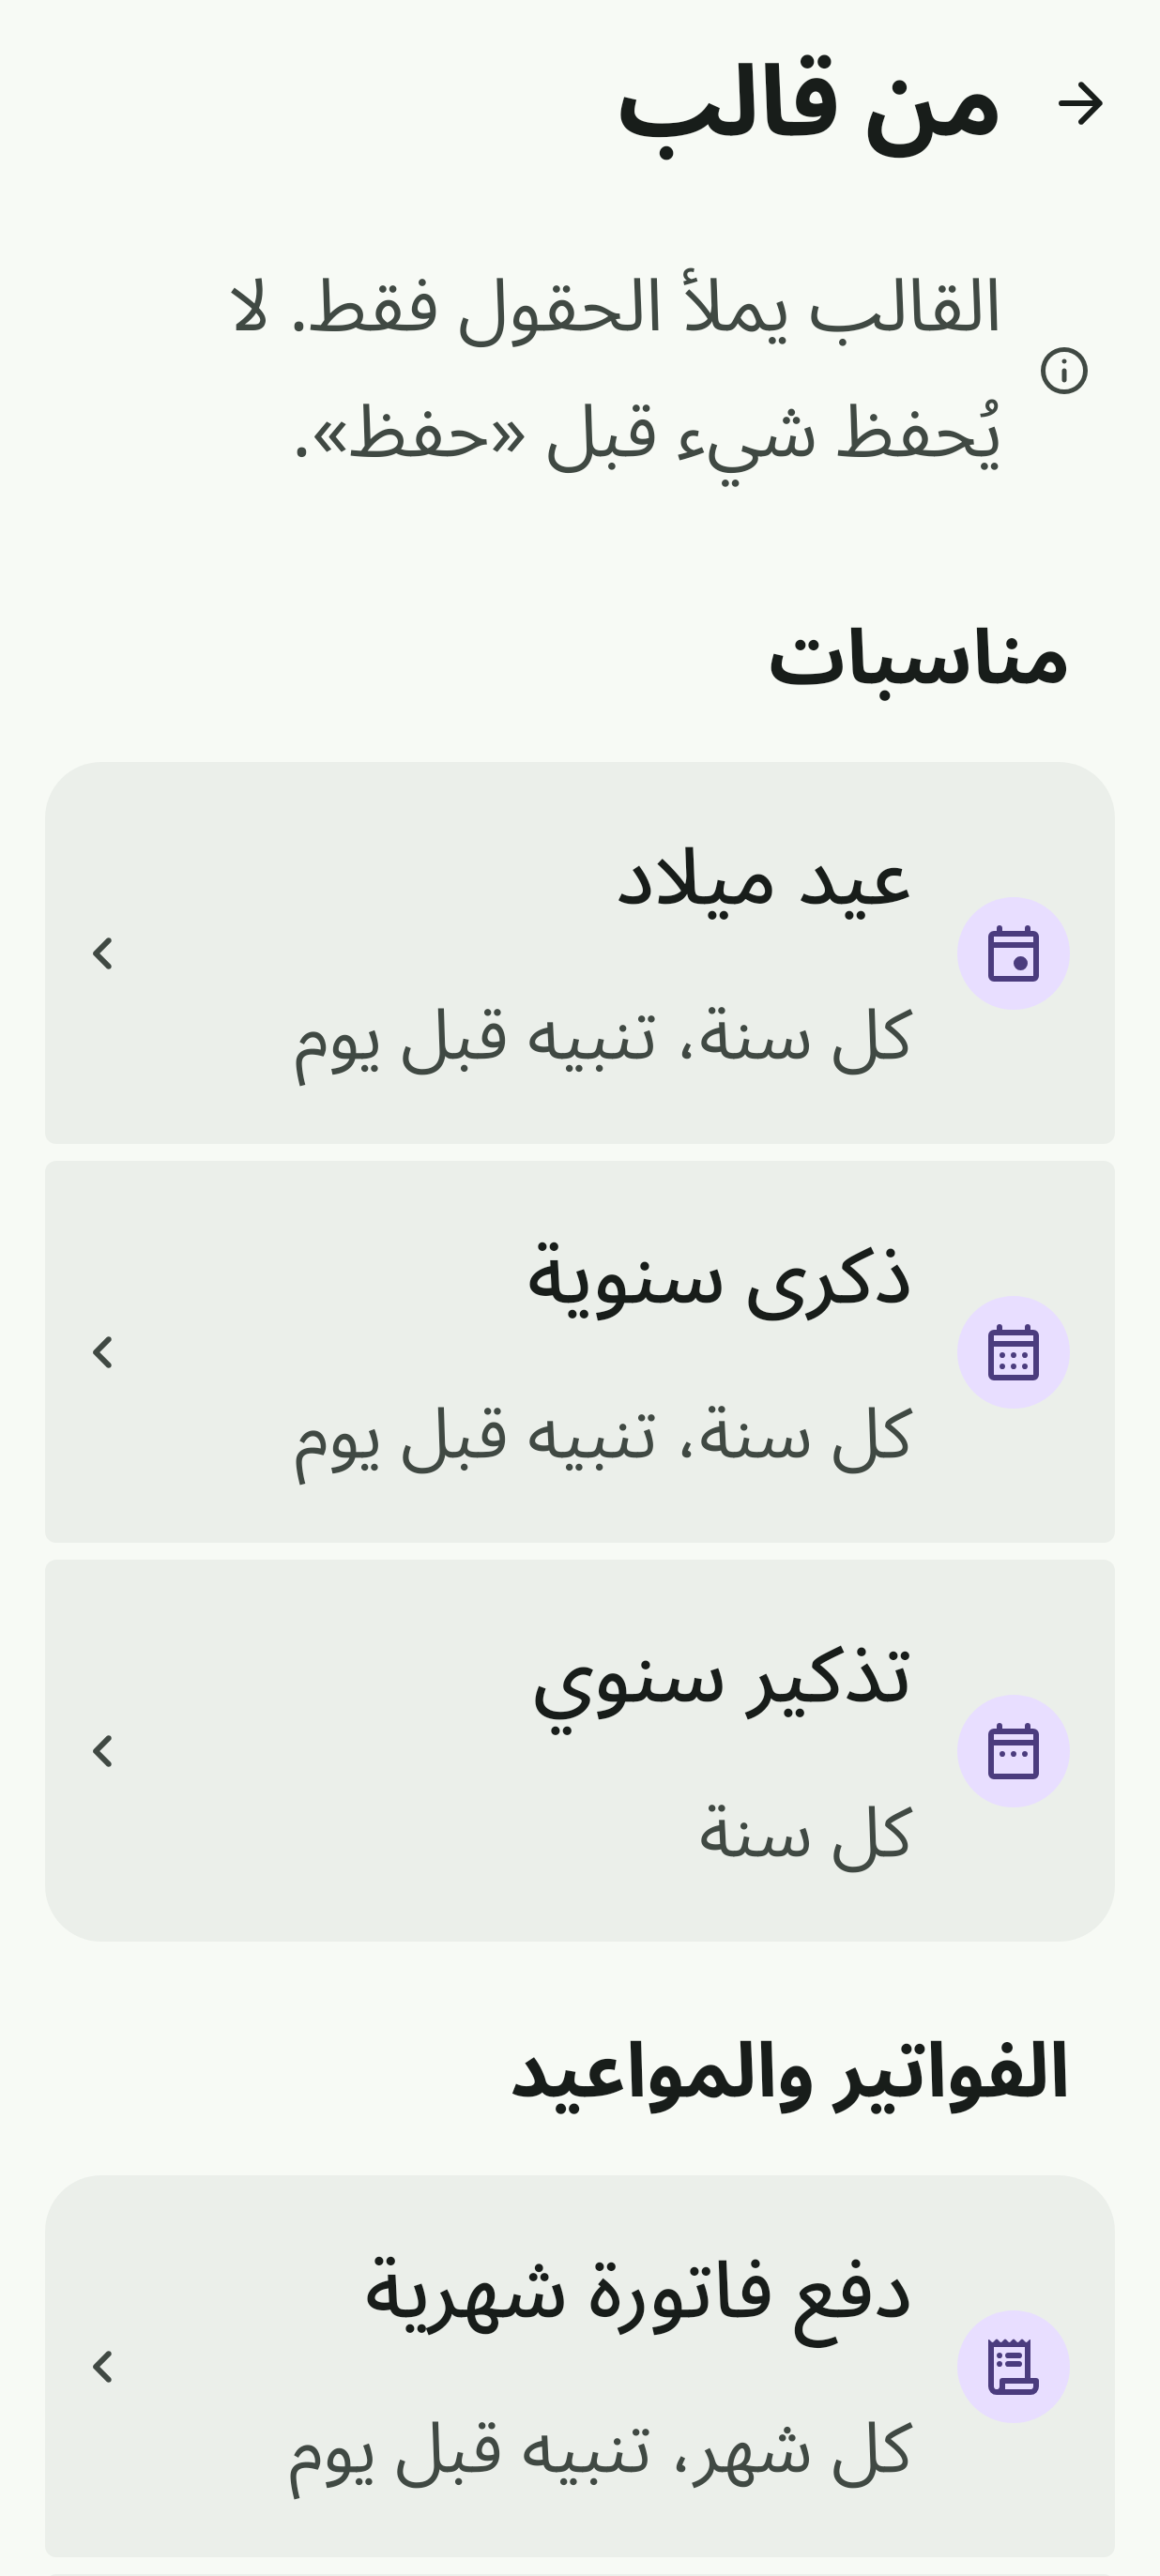 من قالب
القالب يملأ الحقول فقط. لا
يُحفظ شيء قبل «حفظ».
مناسبات
عيد ميلاد
كل سنة، تنبيه قبل يوم
ذكرى سنوية
كل سنة، تنبيه قبل يوم
تذكير سنوي
كل سنة
الفواتير والمواعيد
دفع فاتورة شهرية
كل شهر، تنبيه قبل يوم